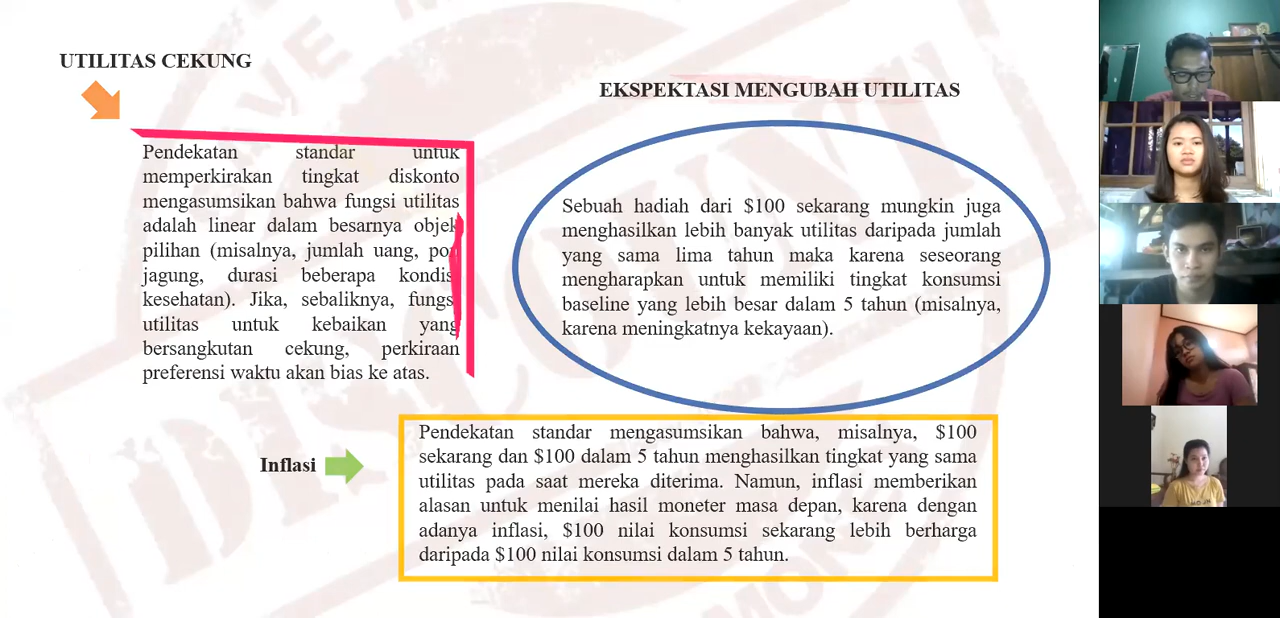 UTILITAS CEKUNG
Pendekatan standar untuk
memperkirakan tingkat diskonto
mengasumsikan bahwa fungsi utilitas
adalah linear dalam besarnya objek
pilihan (misalnya, jumlah uang, pon
jagung, durasi beberapa kondisi
kesehatan). Jika, sebaliknya, fungsi
utilitas untuk kebaikan yang
bersangkutan cekung, perkiraan
preferensi waktu akan bias ke atas.
EKSPEKTASI MENGUBAH UTILITAS
Sebuah hadiah dari $100 sekarang mungkin juga
menghasilkan lebih banyak utilitas daripada jumlah
yang sama lima tahun maka karena seseorang
mengharapkan untuk memiliki tingkat konsumsi
baseline yang lebih besar dalam 5 tahun (misalnya,
karena meningkatnya kekayaan).
Inflasi
Pendekatan standar mengasumsikan bahwa, misalnya, $100
sekarang dan $100 dalam 5 tahun menghasilkan tingkat yang sama
utilitas pada saat mereka diterima. Namun, inflasi memberikan
alasan untuk menilai hasil moneter masa depan, karena dengan
adanya inflasi, $100 nilai konsumsi sekarang lebih berharga
daripada $100 nilai konsumsi dalam 5 tahun.
DISCOUNT